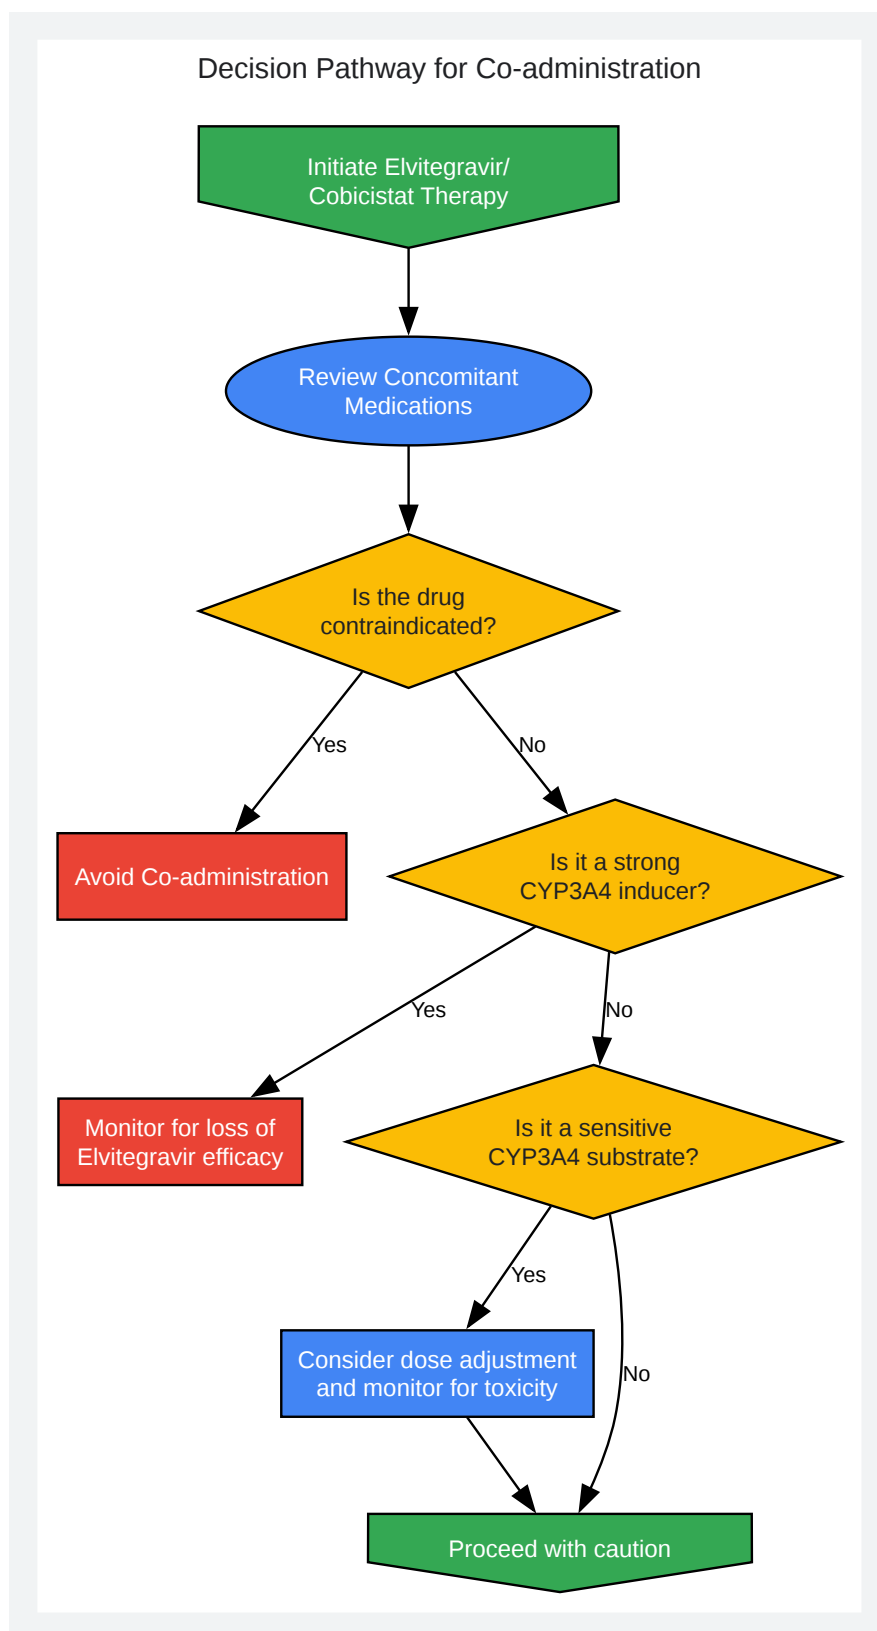 Decision Pathway for Co-administration
Initiate Elvitegravir/
Cobicistat Therapy
Review Concomitant
Medications
Is the drug
contraindicated?
Yes
No
Avoid Co-administration
Is it a strong
CYP3A4 inducer?
Yes
No
Monitor for loss of
Elvitegravir efficacy
Is it a sensitive
CYP3A4 substrate?
Yes
Consider dose adjustment
and monitor for toxicity
No
Proceed with caution